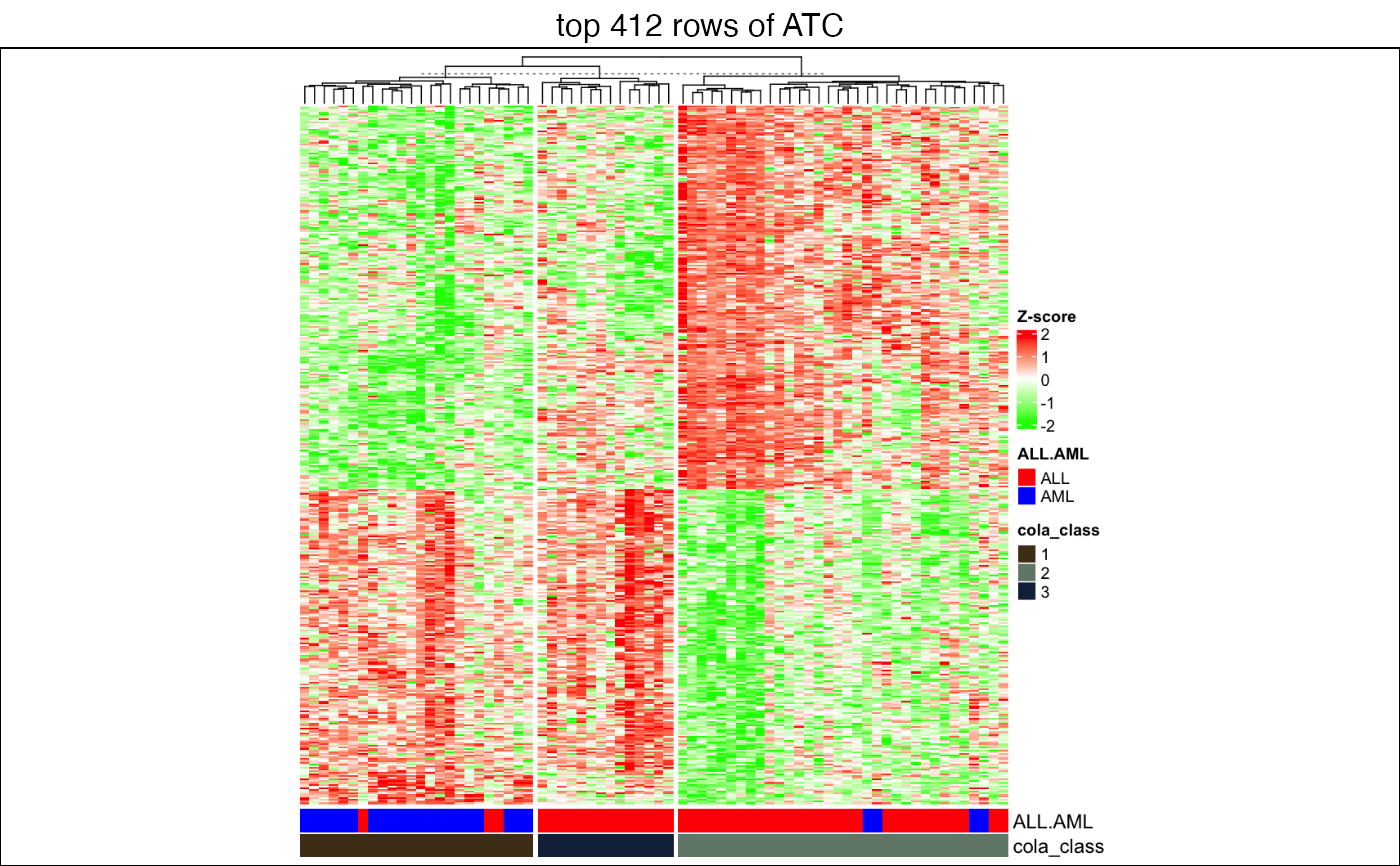 top 412 rows of ATC
Z-score
2
1
0
-1
-2
ALL.AML
ALL
AML
cola_class
1
2
3
ALL.AML
cola_class